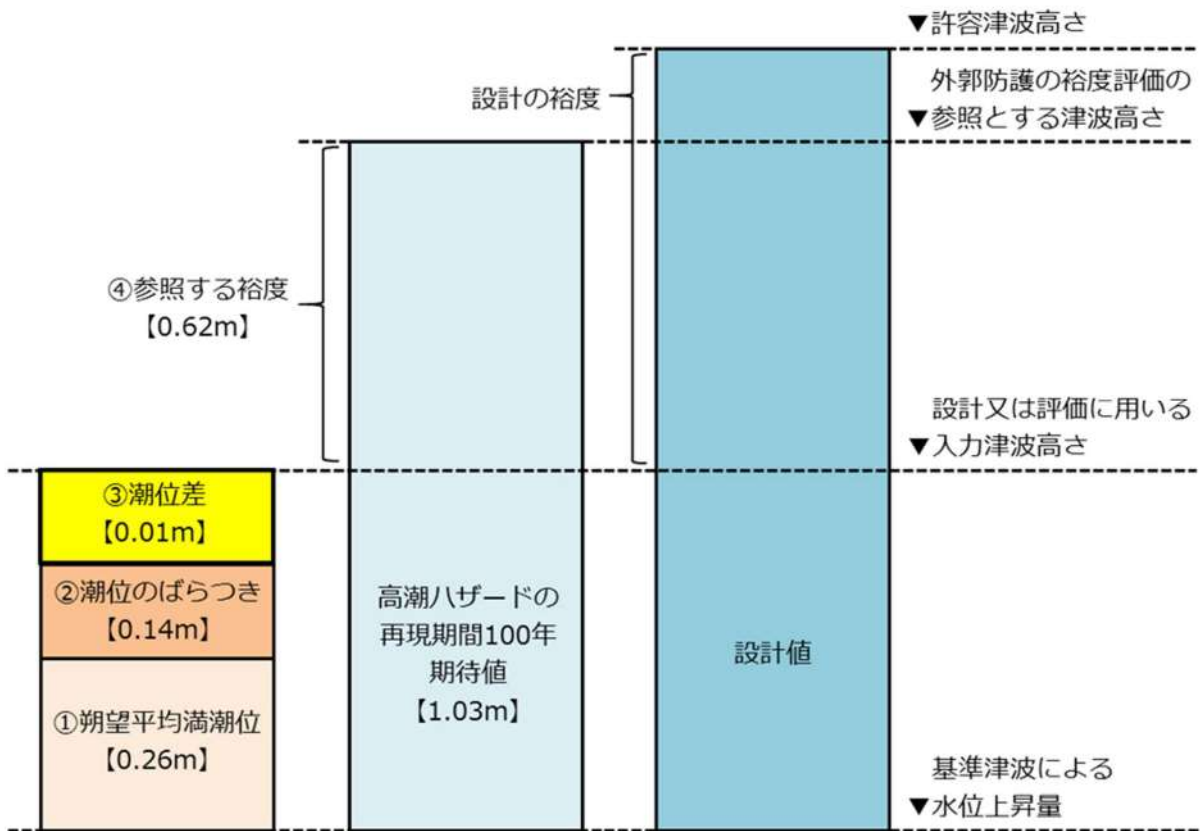 ▼許容津波高さ
外郭防護の裕度評価の
▼参照とする津波高さ
設計の裕度
④参照する裕度
【0.62m】
設計又は評価に用いる
▼入力津波高さ
③潮位差
【0.01m】
②潮位のばらつき
【0.14m】
①朔望平均満潮位
【0.26m】
高潮ハザードの
再現期間100年
期待値
【1.03m】
設計値
基準津波による
▼水位上昇量